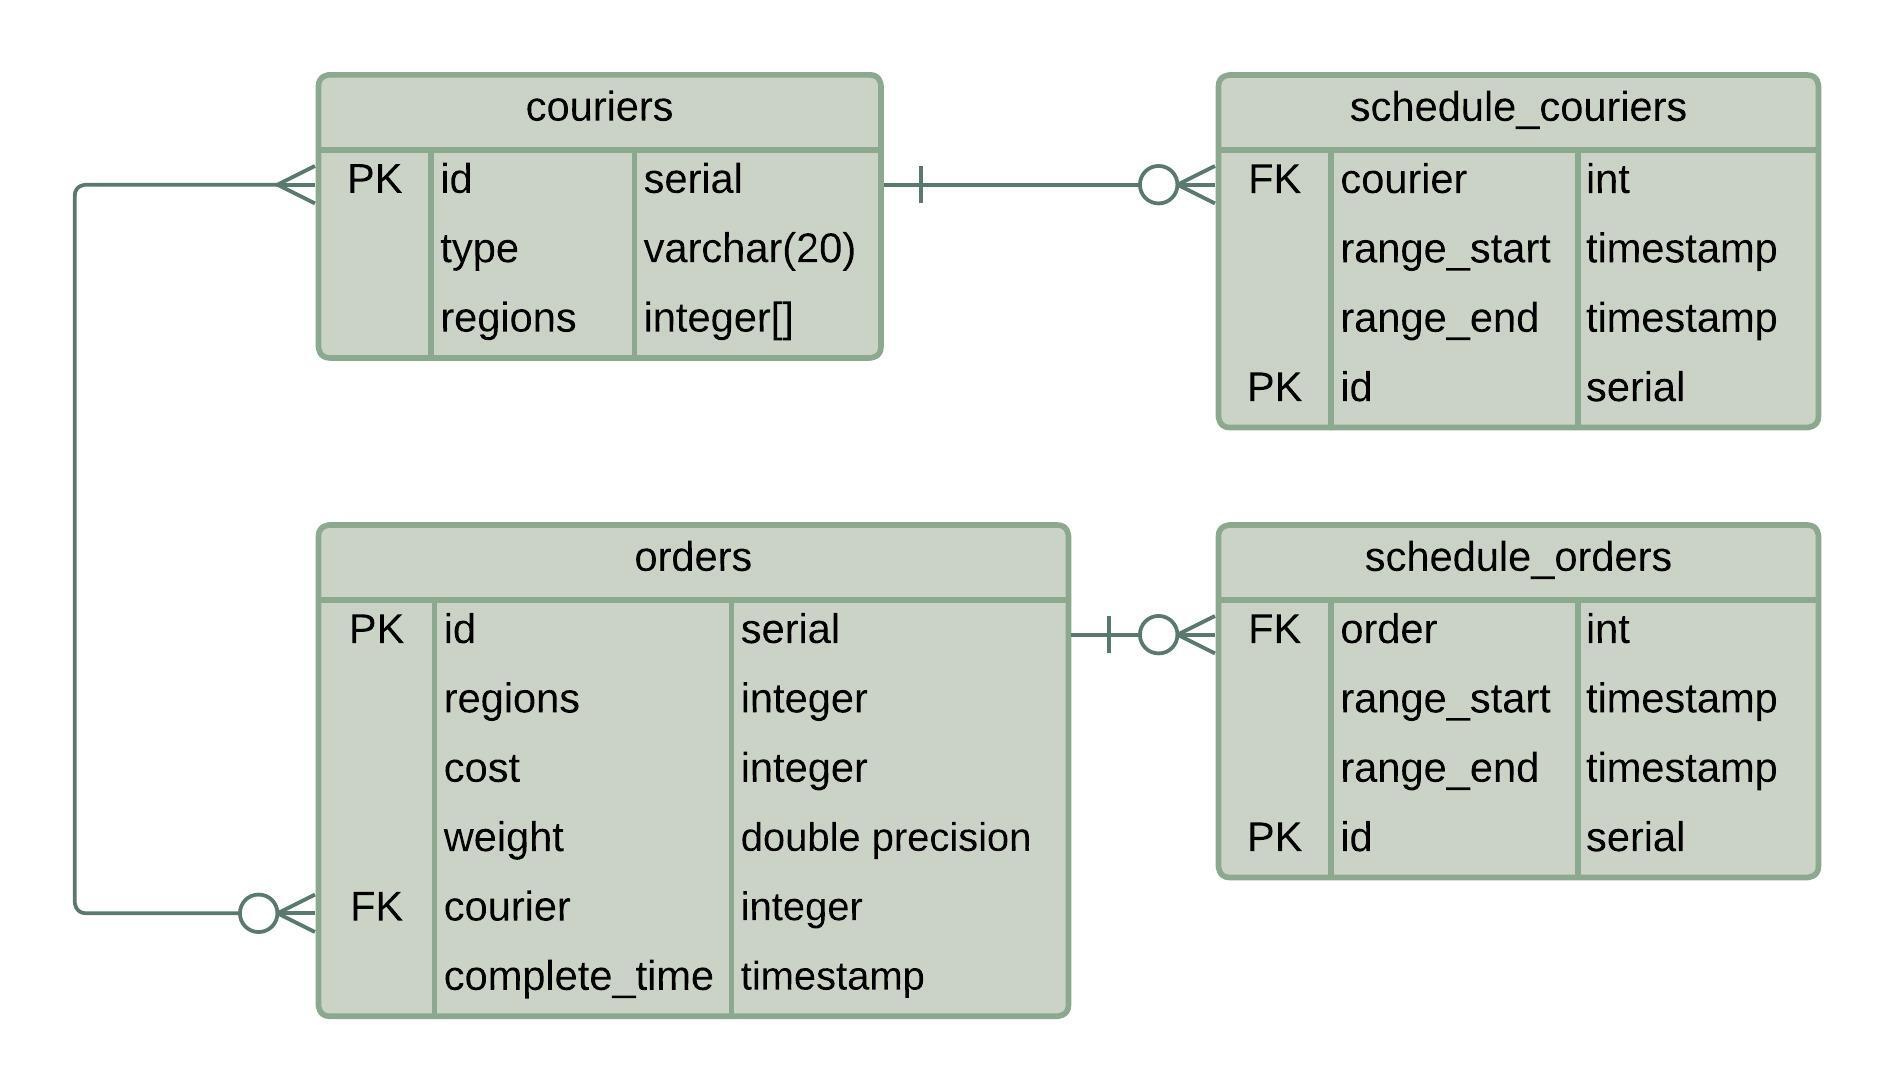 couriers
PK id serial
type varchar(20)
regions integer[]
schedule_couriers
FK courier int
range_start timestamp
range_end timestamp
PK id serial
orders
PK id serial
regions integer
cost integer
weight double precision
FK courier integer
complete_time timestamp
schedule_orders
FK order int
range_start timestamp
range_end timestamp
PK id serial